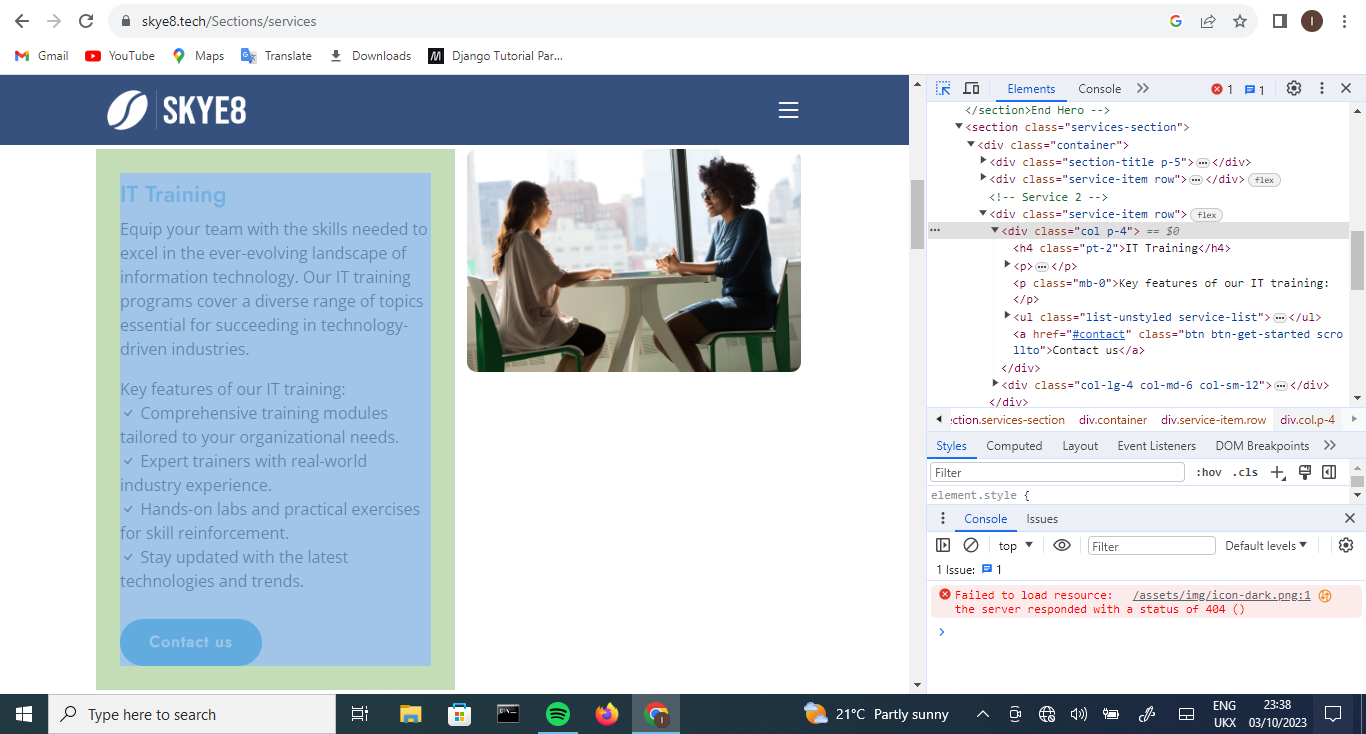 skye8.tech/Sections/services
I
Gmail
YouTube
Maps
Translate
Downloads
M
Django Tutorial Par...
SKYE8
IT Training
Equip your team with the skills needed to
excel in the ever-evolving landscape of
information technology. Our IT training
programs cover a diverse range of topics
essential for succeeding in technology-
driven industries.
Key features of our IT training:
Comprehensive training modules
tailored to your organizational needs.
Expert trainers with real-world
industry experience.
Hands-on labs and practical exercises
for skill reinforcement.
Stay updated with the latest
technologies and trends.
Contact us
Elements Console 1 1
</section>End Hero -->
<section class="services-section">
<div class="container">
<div class="section-title p-5">…</div>
<div class="service-item row">…</div> flex
<!-- Service 2 -->
<div class="service-item row"> flex
<div class="col p-4"> == $0
<h4 class="pt-2">IT Training</h4>
<p>…</p>
<p class="mb-0">Key features of our IT training:
</p>
<ul class="list-unstyled service-list">…</ul>
<a href="#contact" class="btn btn-get-started scro
llto">Contact us</a>
</div>
<div class="col-lg-4 col-md-6 col-sm-12">…</div>
</div>
ection.services-section div.container div.service-item.row div.col.p-4
Styles Computed Layout Event Listeners DOM Breakpoints
Filter :hov .cls
element.style {
Console Issues
top Filter Default levels
1 Issue: 1
Failed to load resource: /assets/img/icon-dark.png:1
the server responded with a status of 404 ()
Type here to search
I
21°C Partly sunny
ENG
UKX
23:38
03/10/2023